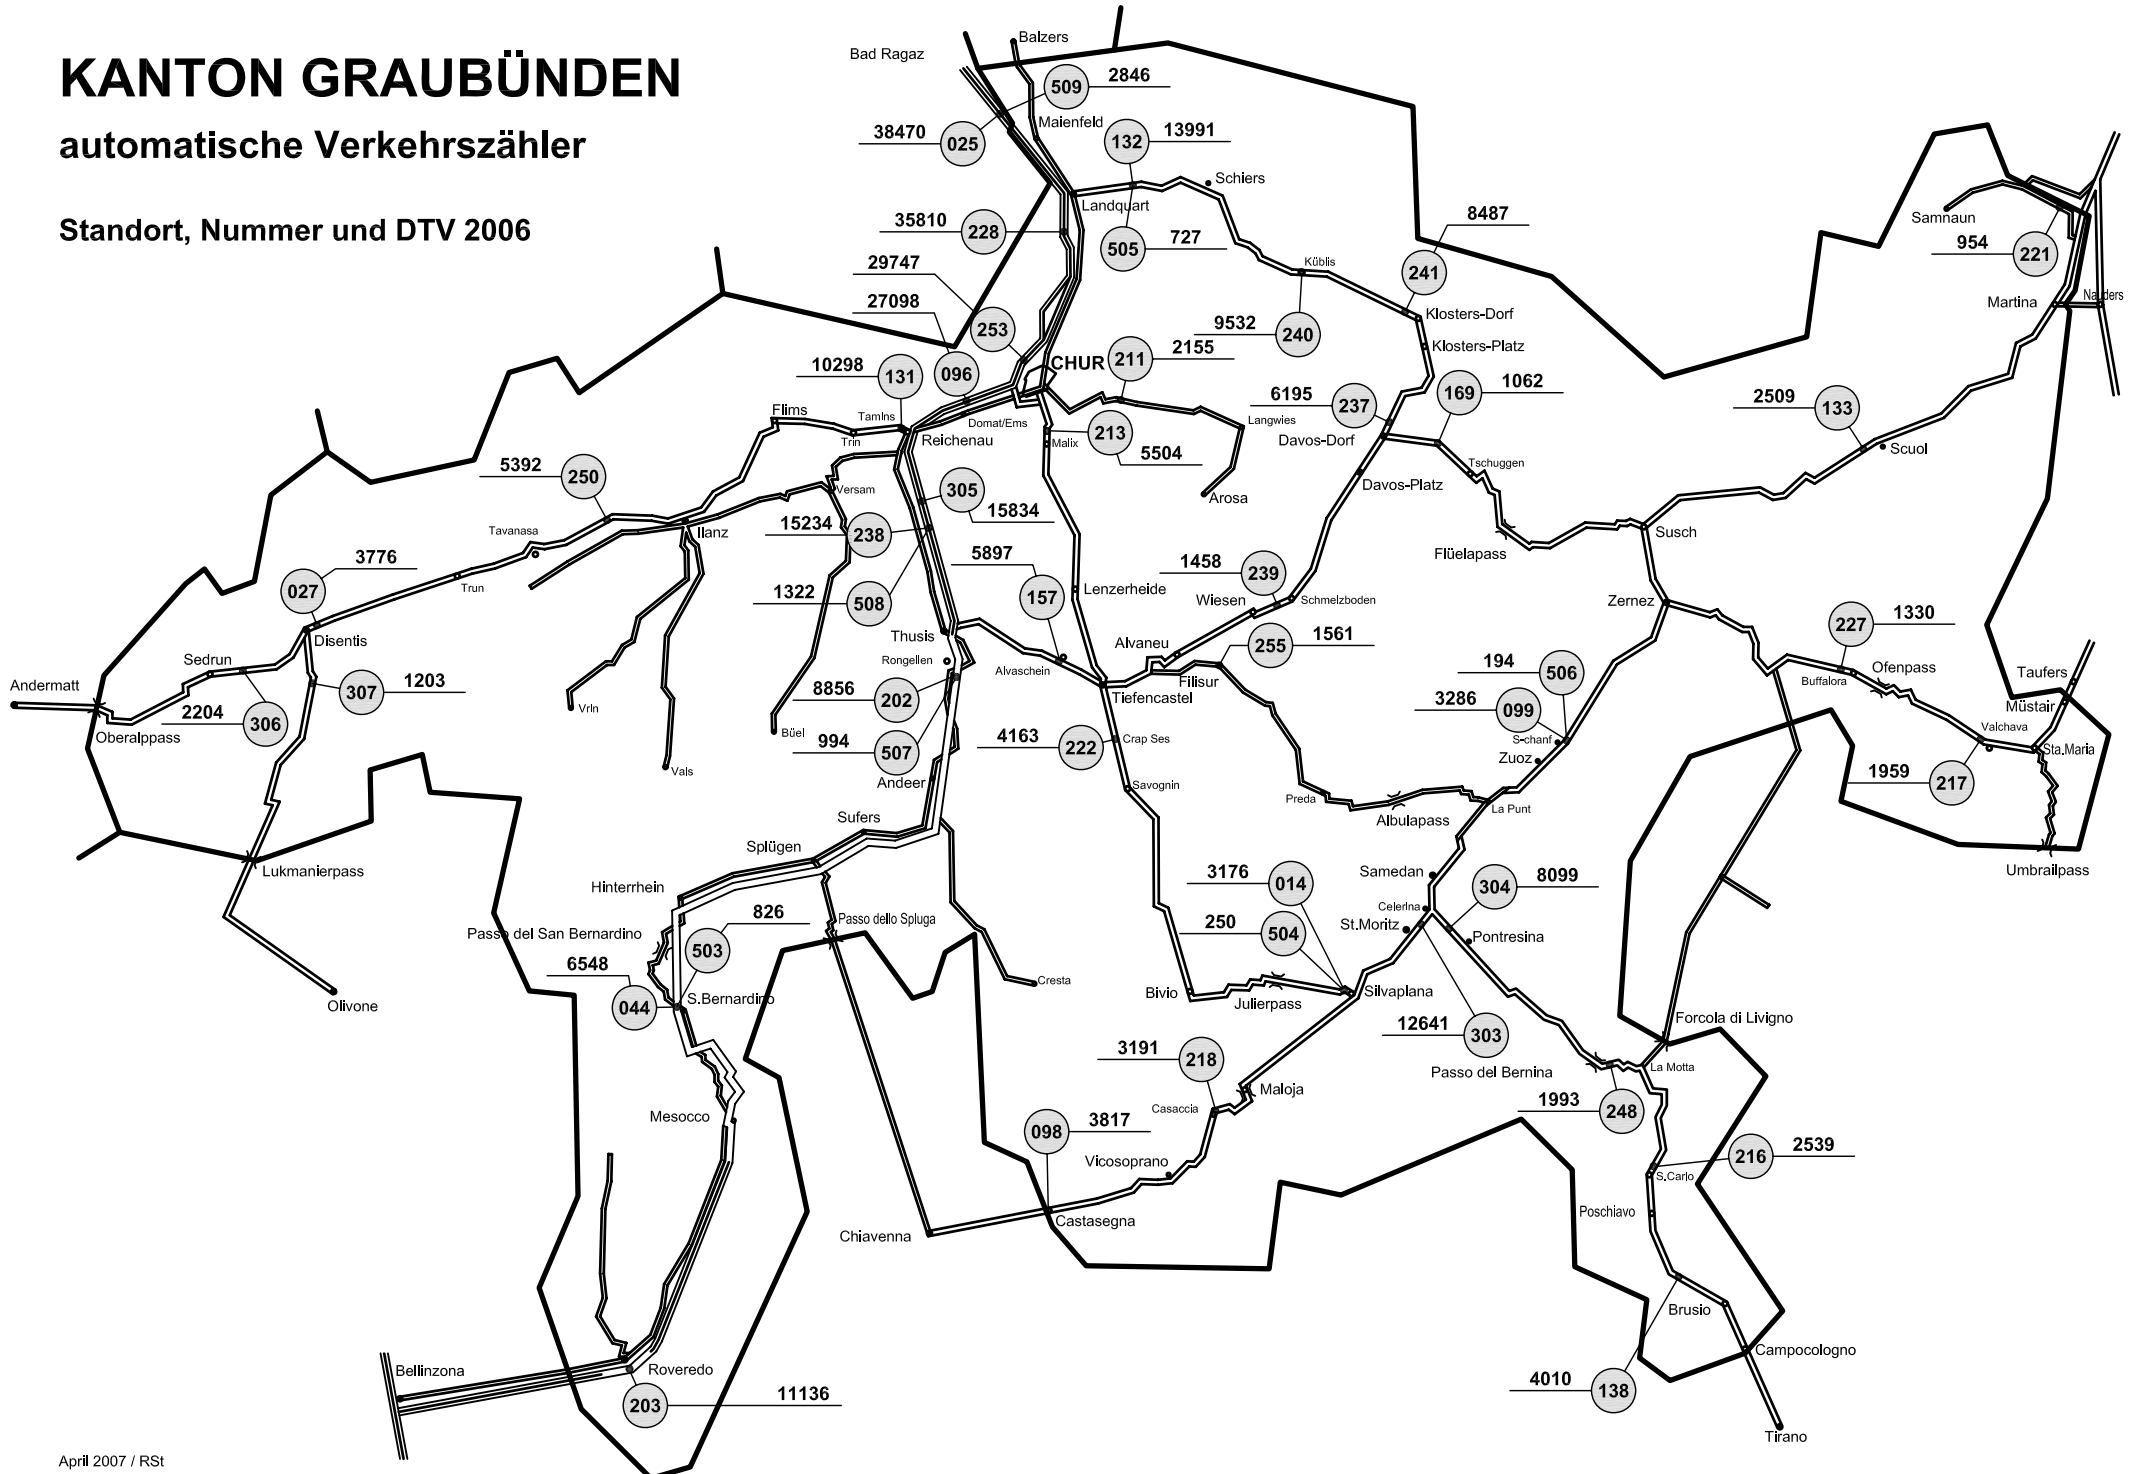 KANTON GRAUBÜNDEN
automatische Verkehrszähler
Standort, Nummer und DTV 2006
Bad Ragaz
Balzers
509 2846
Maienfeld
38470 025
132 13991
Schiers
Landquart
35810 228
505 727
8487
241
Samnaun
954 221
29747
27098
253
Küblis
9532 240
Klosters-Dorf
Klosters-Platz
Martina
Nauders
10298 131
096
CHUR
211 2155
6195 237
169 1062
2509 133
Flims
Tamins
Trin
Reichenau
Domat/Ems
Malix
213
5504
Langwies
Davos-Dorf
Scuol
5392 250
Versam
305
15834
Arosa
Davos-Platz
Tschuggen
Tavanasa
Ilanz
15234 238
Flüelapass
Susch
3776
027
Trun
1322 508
5897
157
Lenzerheide
1458 239
Wiesen
Schmelzboden
Zernez
Disentis
Thusis
Alvaneu
255 1561
227 1330
Sedrun
Rongellen
Alvaschein
Filisur
194 506
Buffalora
Ofenpass
Taufers
Andermatt
307 1203
8856 202
Tiefencastel
3286 099
Müstair
2204 306
Oberalppass
Vrin
Büel
994 507
4163 222
Crap Ses
S-chanf
Zuoz
Valchava
Sta.Maria
Vals
Andeer
Savognin
Preda
1959 217
Sufers
Albulapass
La Punt
Splügen
Lukmanierpass
Umbrailpass
Hinterrhein
3176 014
Samedan
304 8099
Celerina
826
Passo dello Spluga
250 504
St.Moritz
Pontresina
Passo del San Bernardino
503
6548
044
S.Bernardino
Cresta
Olivone
Bivio
Julierpass
Silvaplana
Forcola di Livigno
12641 303
3191 218
Passo del Bernina
La Motta
Maloja
Mesocco
Casaccia
1993 248
098 3817
216 2539
Vicosoprano
S.Carlo
Castasegna
Poschiavo
Chiavenna
Brusio
Campocologno
Bellinzona
Roveredo
203 11136
4010 138
Tirano
April 2007 / RSt